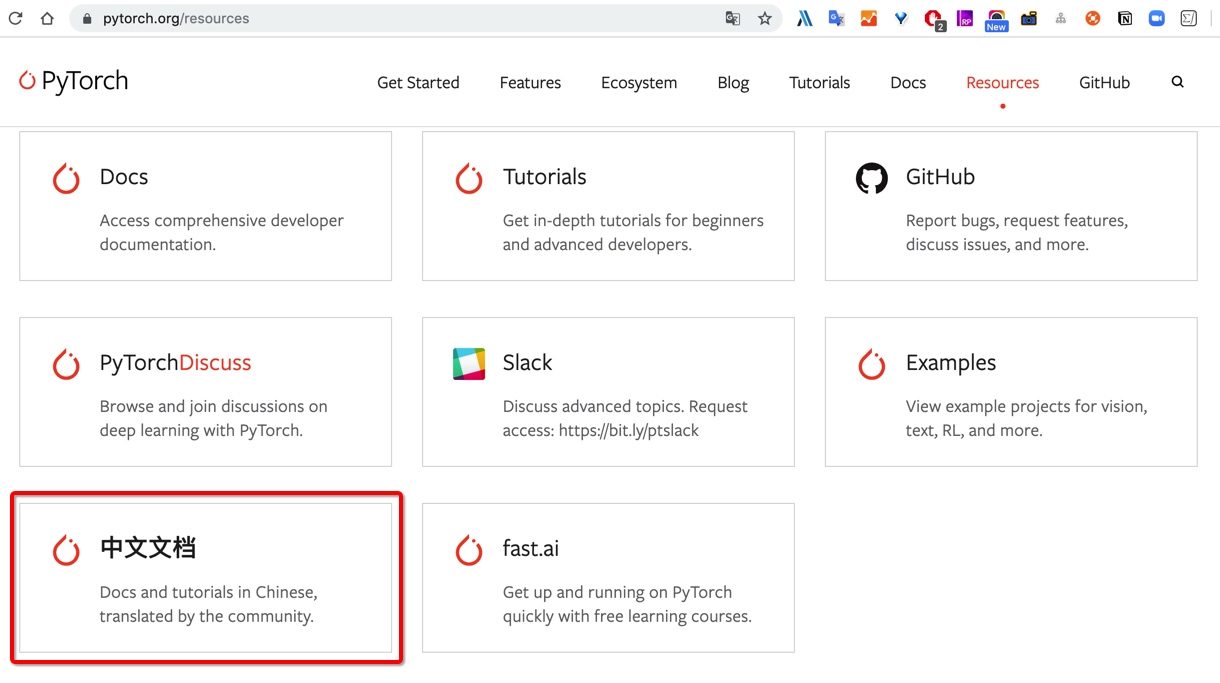 pytorch.org/resources
2
RP
New
PyTorch
Get Started
Features
Ecosystem
Blog
Tutorials
Docs
Resources
GitHub
Docs
Access comprehensive developer
documentation.
Tutorials
Get in-depth tutorials for beginners
and advanced developers.
GitHub
Report bugs, request features,
discuss issues, and more.
PyTorchDiscuss
Browse and join discussions on
deep learning with PyTorch.
Slack
Discuss advanced topics. Request
access: https://bit.ly/ptslack
Examples
View example projects for vision,
text, RL, and more.
中文文档
Docs and tutorials in Chinese,
translated by the community.
fast.ai
Get up and running on PyTorch
quickly with free learning courses.